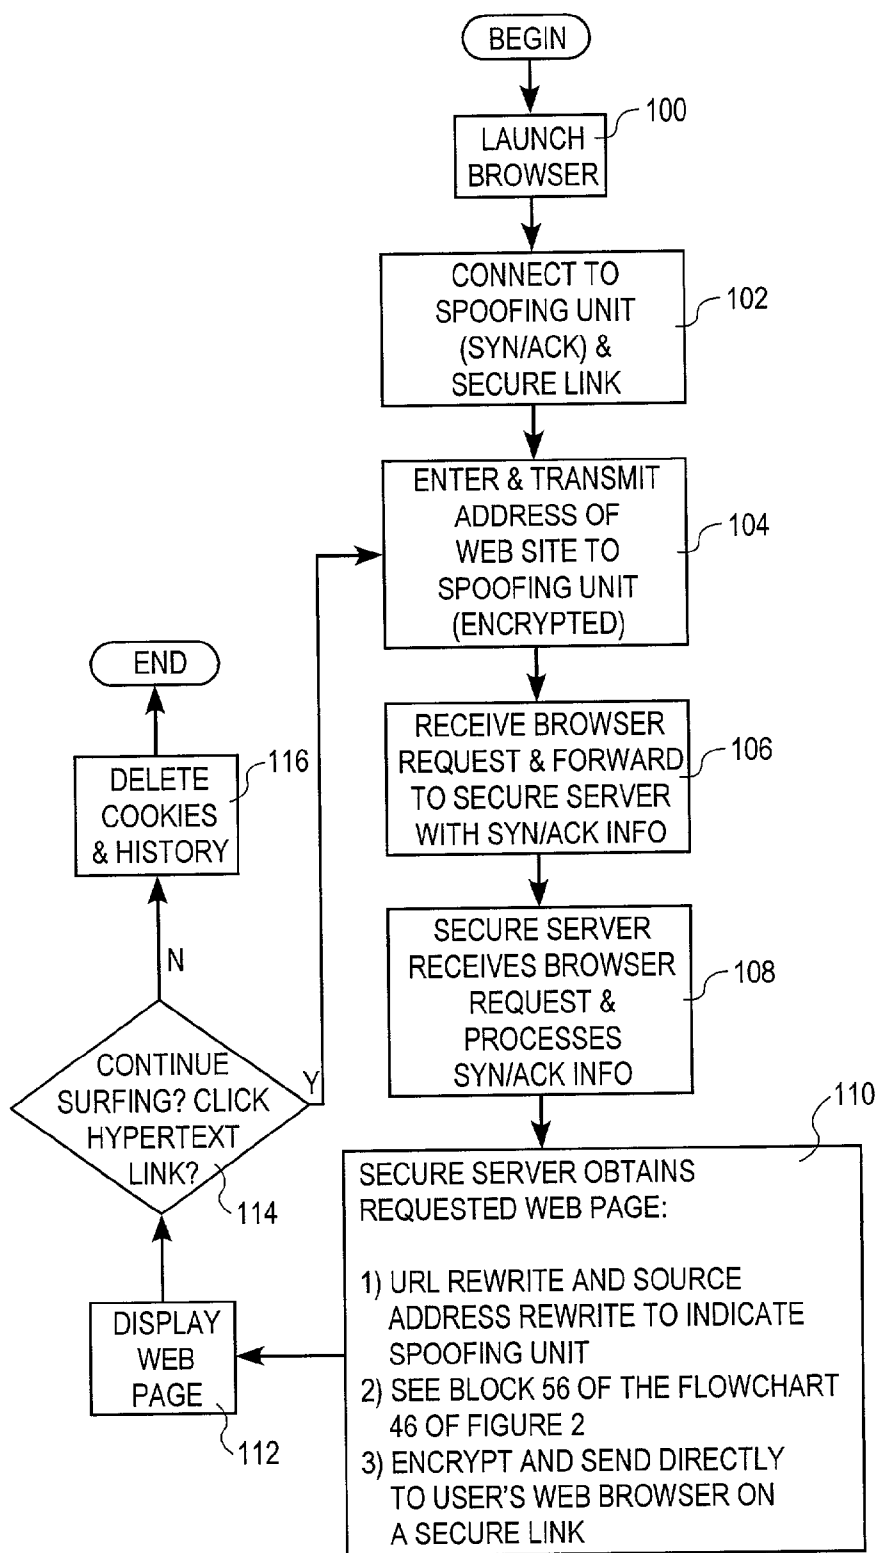 BEGIN
100
LAUNCH
BROWSER
CONNECT TO
SPOOFING UNIT
(SYN/ACK) &
SECURE LINK
102
ENTER & TRANSMIT
ADDRESS OF
WEB SITE TO
SPOOFING UNIT
(ENCRYPTED)
104
RECEIVE BROWSER
REQUEST & FORWARD
TO SECURE SERVER
WITH SYN/ACK INFO
106
SECURE SERVER
RECEIVES BROWSER
REQUEST &
PROCESSES
SYN/ACK INFO
108
110
SECURE SERVER OBTAINS
REQUESTED WEB PAGE:
1) URL REWRITE AND SOURCE
ADDRESS REWRITE TO INDICATE
SPOOFING UNIT
2) SEE BLOCK 56 OF THE FLOWCHART
46 OF FIGURE 2
3) ENCRYPT AND SEND DIRECTLY
TO USER'S WEB BROWSER ON
A SECURE LINK
DISPLAY
WEB
PAGE
112
CONTINUE
SURFING? CLICK
HYPERTEXT
LINK?
114
Y
N
DELETE
COOKIES
& HISTORY
116
END